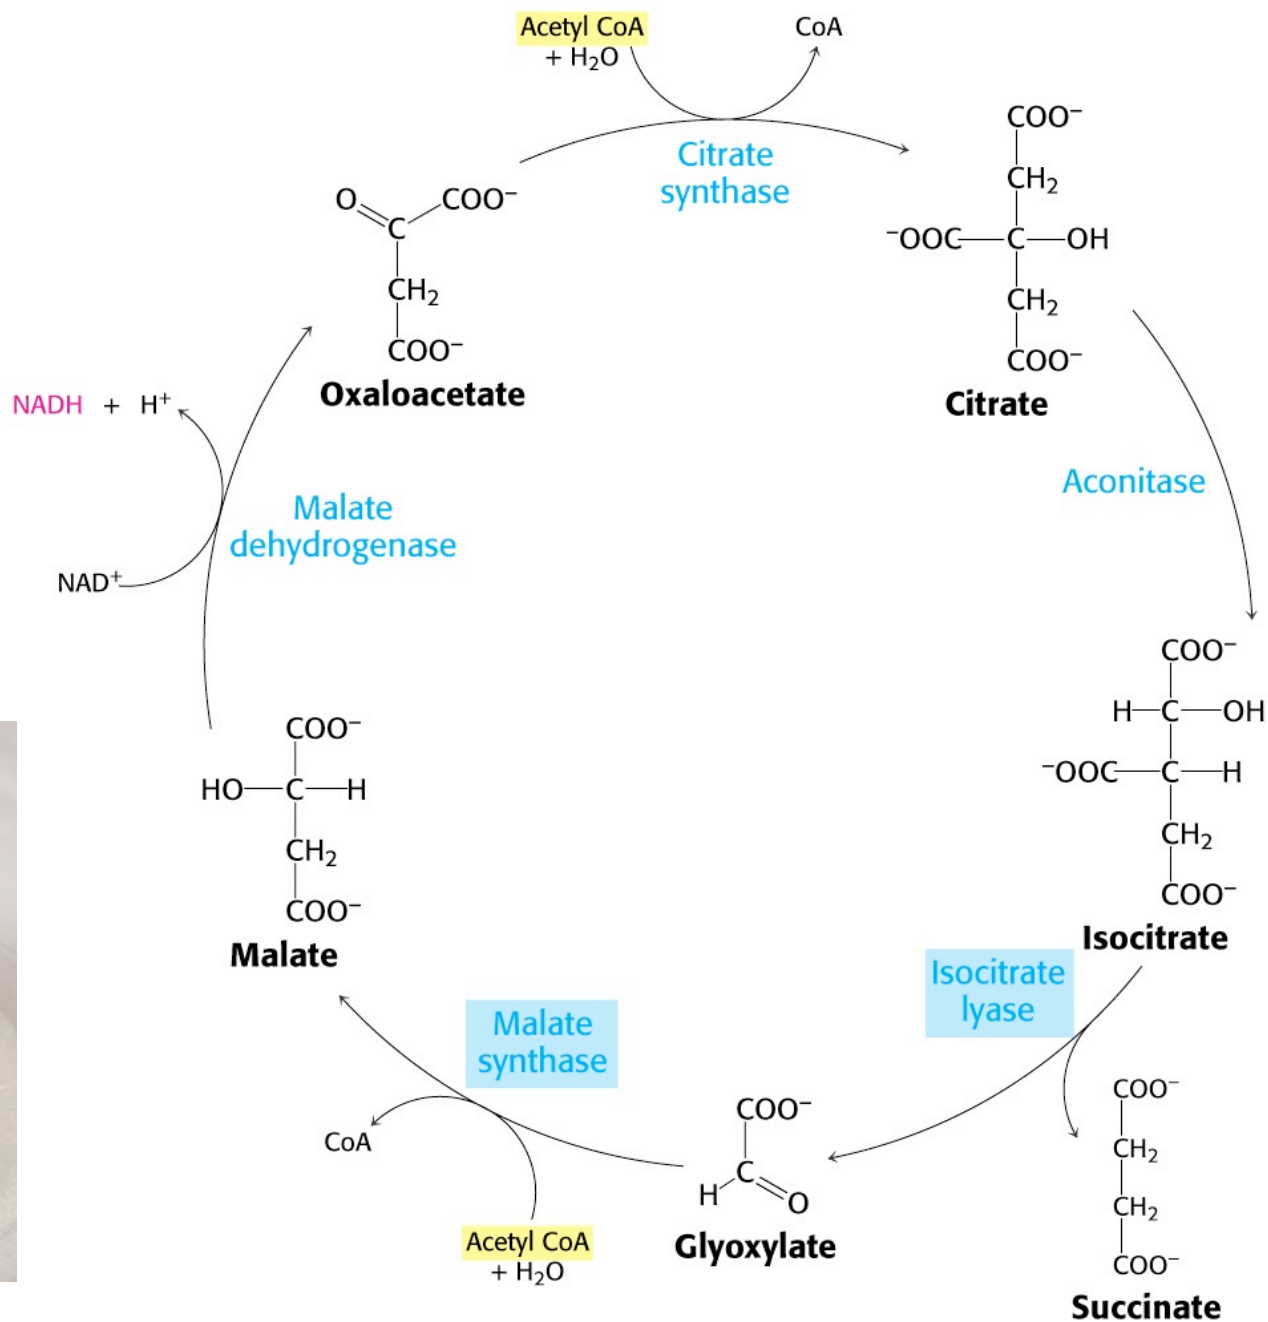 Acetyl CoA
+ H₂O
CoA
Citrate
synthase
O
COO⁻
C
CH₂
COO⁻
Oxaloacetate
COO⁻
CH₂
⁻OOC C OH
CH₂
COO⁻
Citrate
Aconitase
COO⁻
H C OH
⁻OOC C H
CH₂
COO⁻
Isocitrate
Isocitrate
lyase
COO⁻
CH₂
CH₂
COO⁻
Succinate
COO⁻
C
H
O
Glyoxylate
Malate
synthase
Acetyl CoA
+ H₂O
CoA
COO⁻
HO C H
CH₂
COO⁻
Malate
Malate
dehydrogenase
NAD⁺
NADH + H⁺